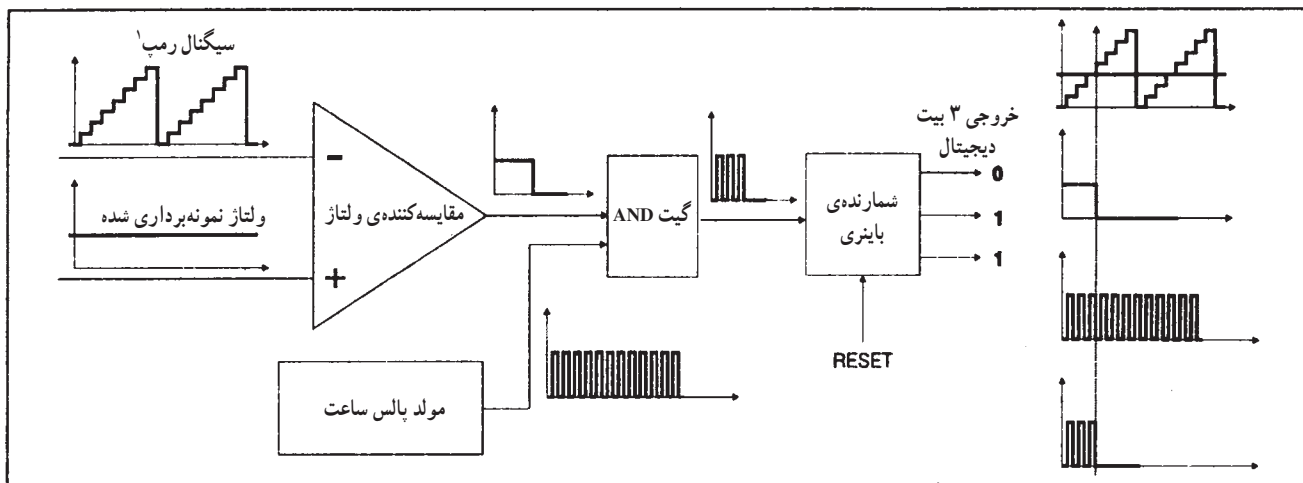 سیگنال رمپ۱
خروجی ۳ بیت
دیجیتال
−
0
ولتاژ نمونه‌برداری شده
مقایسه‌کننده‌ی ولتاژ
گیت AND
شمارنده‌ی
باینری
1
+
1
RESET
مولد پالس ساعت